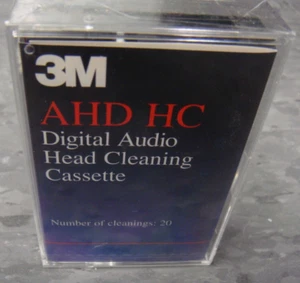 3M
AHD HC
Digital Audio
Head Cleaning
Cassette
Number of cleanings: 20